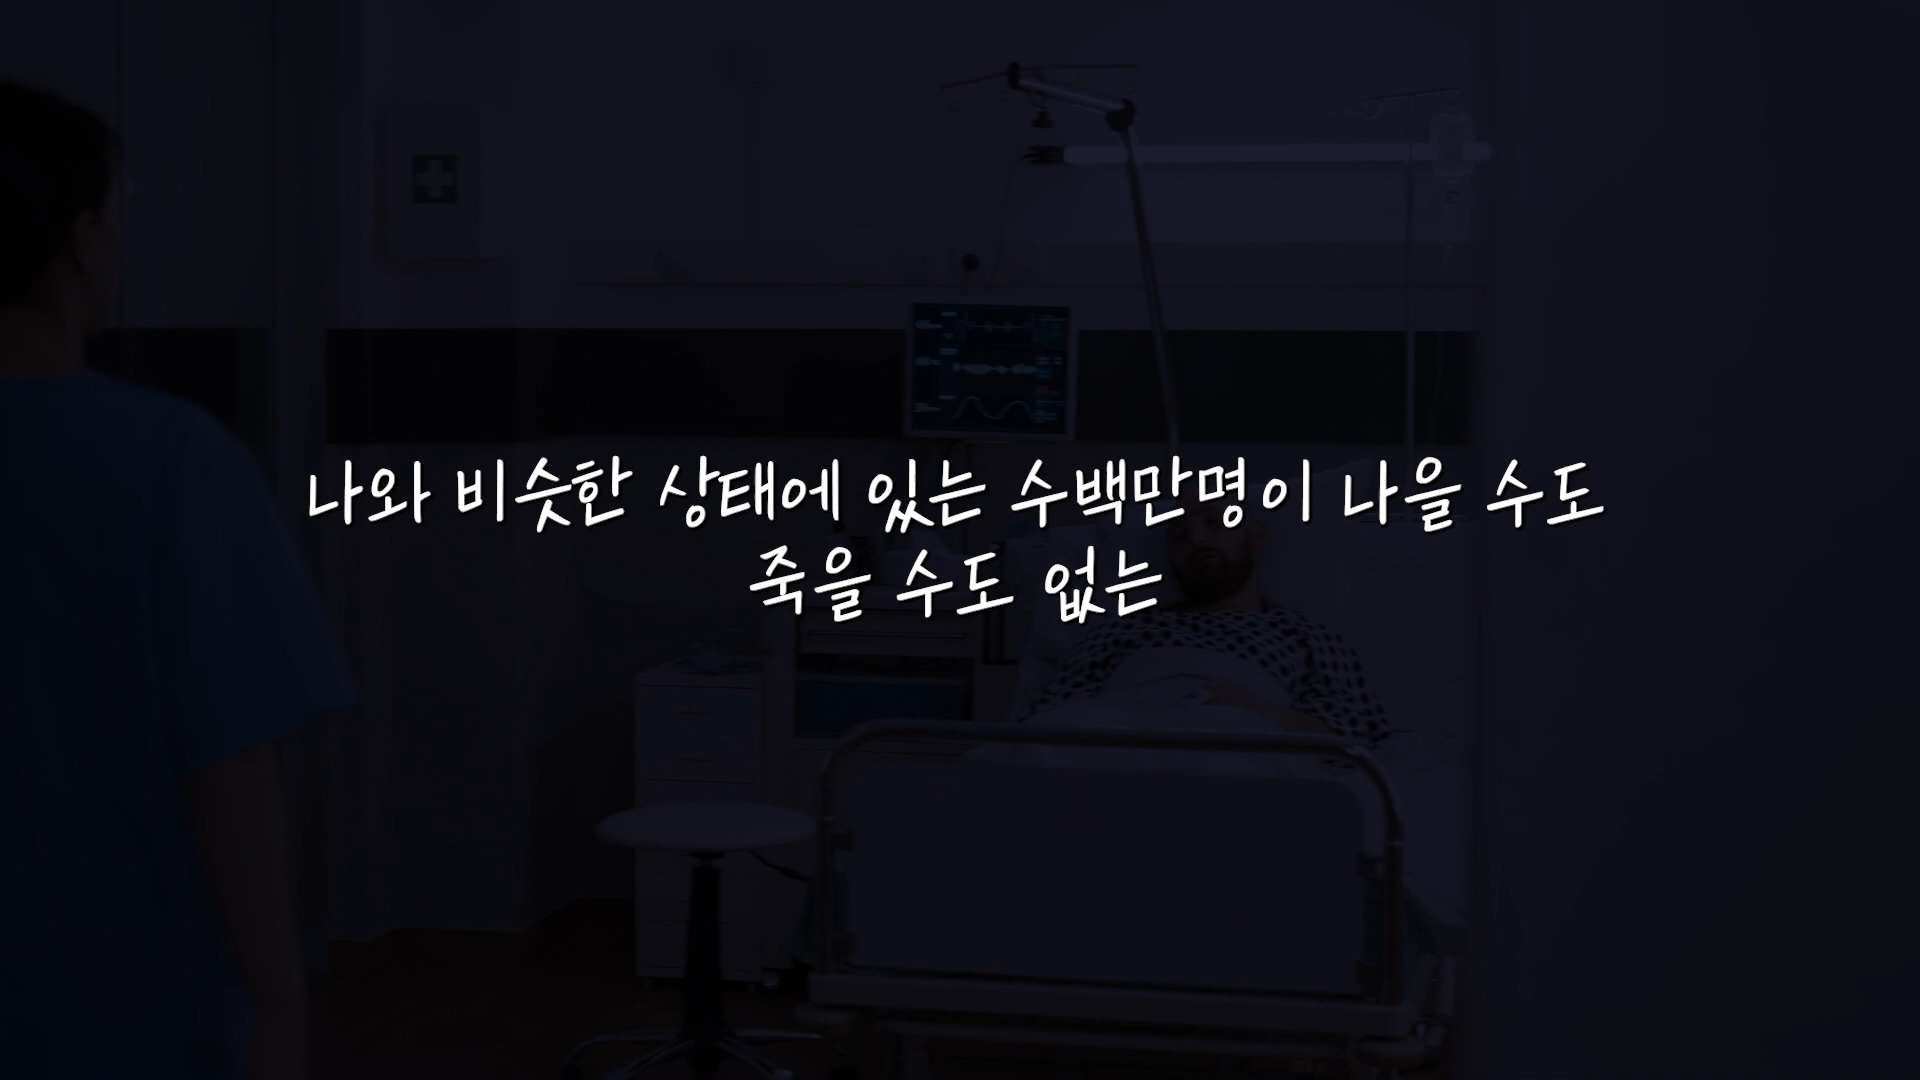 나와 비슷한 상태에 있는 수백만명이 나을 수도
죽을 수도 없는